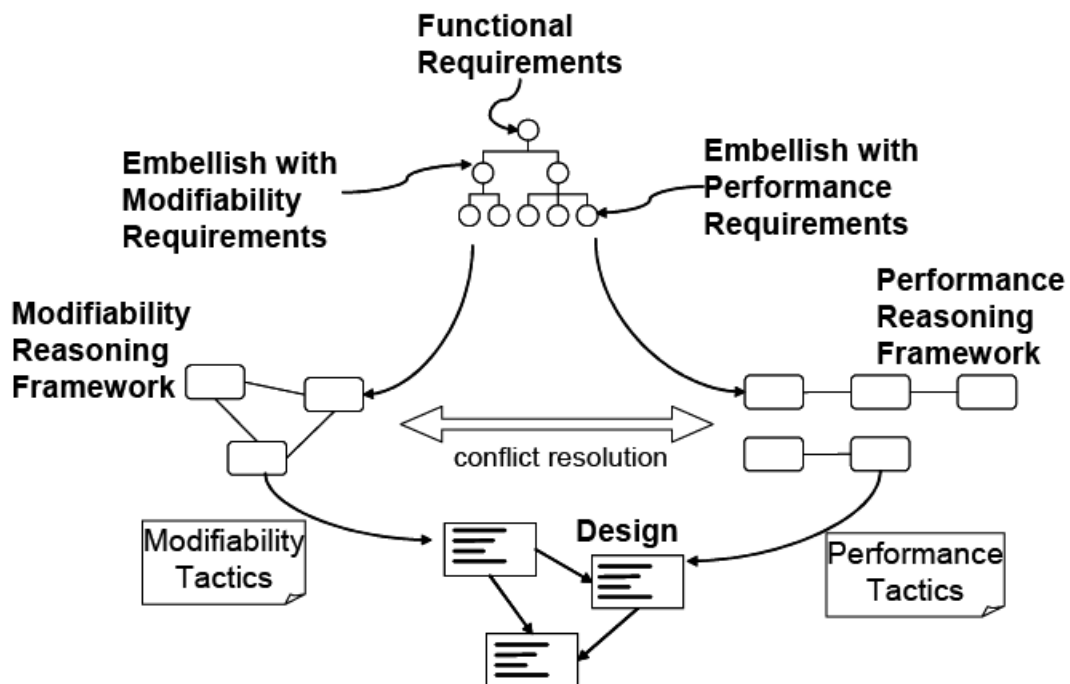 Functional
Requirements
Embellish with
Modifiability
Requirements
Embellish with
Performance
Requirements
Modifiability
Reasoning
Framework
Performance
Reasoning
Framework
conflict resolution
Modifiability
Tactics
Design
Performance
Tactics